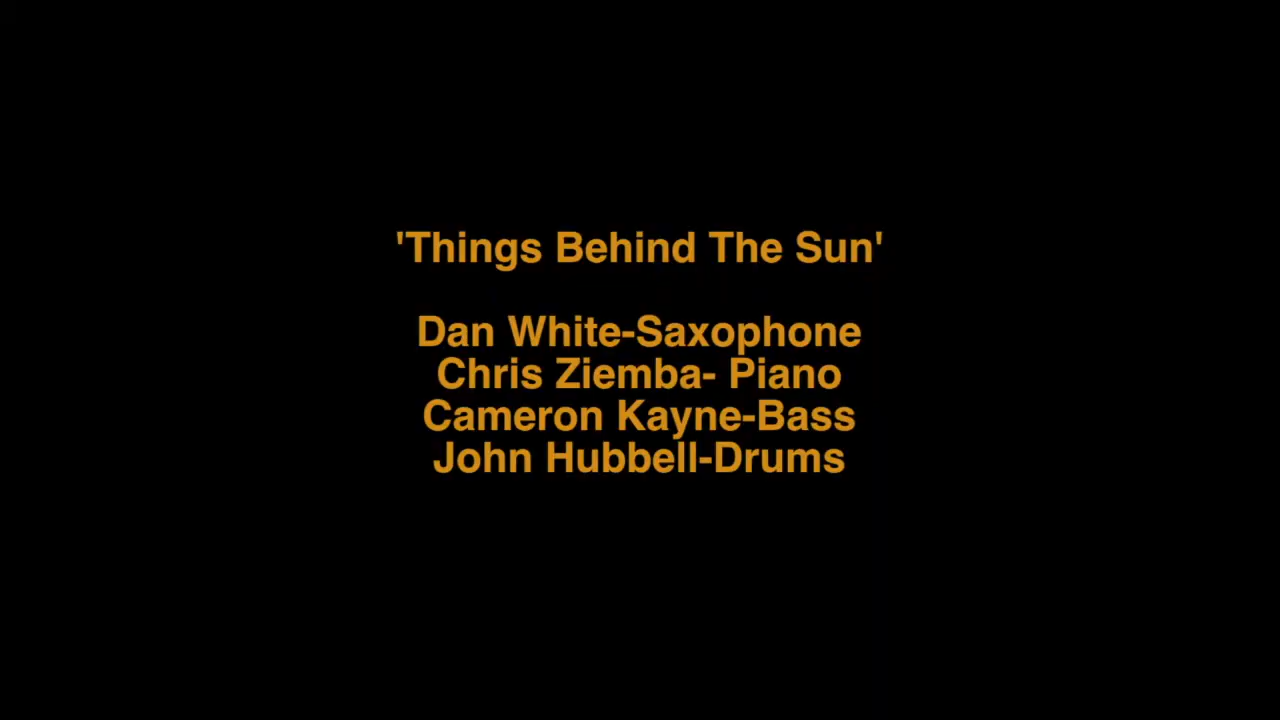 'Things Behind The Sun'
Dan White-Saxophone
Chris Ziemba- Piano
Cameron Kayne-Bass
John Hubbell-Drums